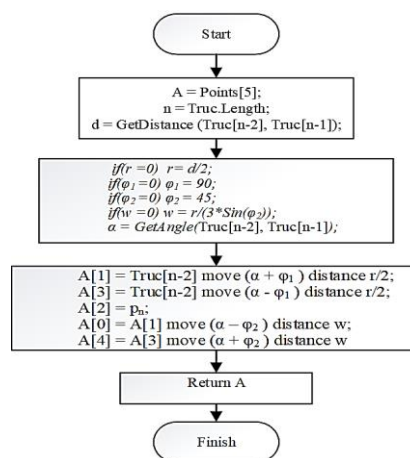 Start
A = Points[5];
n = Truc.Length;
d = GetDistance (Truc[n-2], Truc[n-1]);
if(r =0) r= d/2;
if(φ₁ =0) φ₁ = 90;
if(φ₂ =0) φ₂ = 45;
if(w =0) w = r/(3*Sin(φ₂));
α = GetAngle(Truc[n-2], Truc[n-1]);
A[1] = Truc[n-2] move (α + φ₁ ) distance r/2;
A[3] = Truc[n-2] move (α - φ₁ ) distance r/2;
A[2] = pₙ;
A[0] = A[1] move (α – φ₂ ) distance w;
A[4] = A[3] move (α + φ₂ ) distance w
Return A
Finish